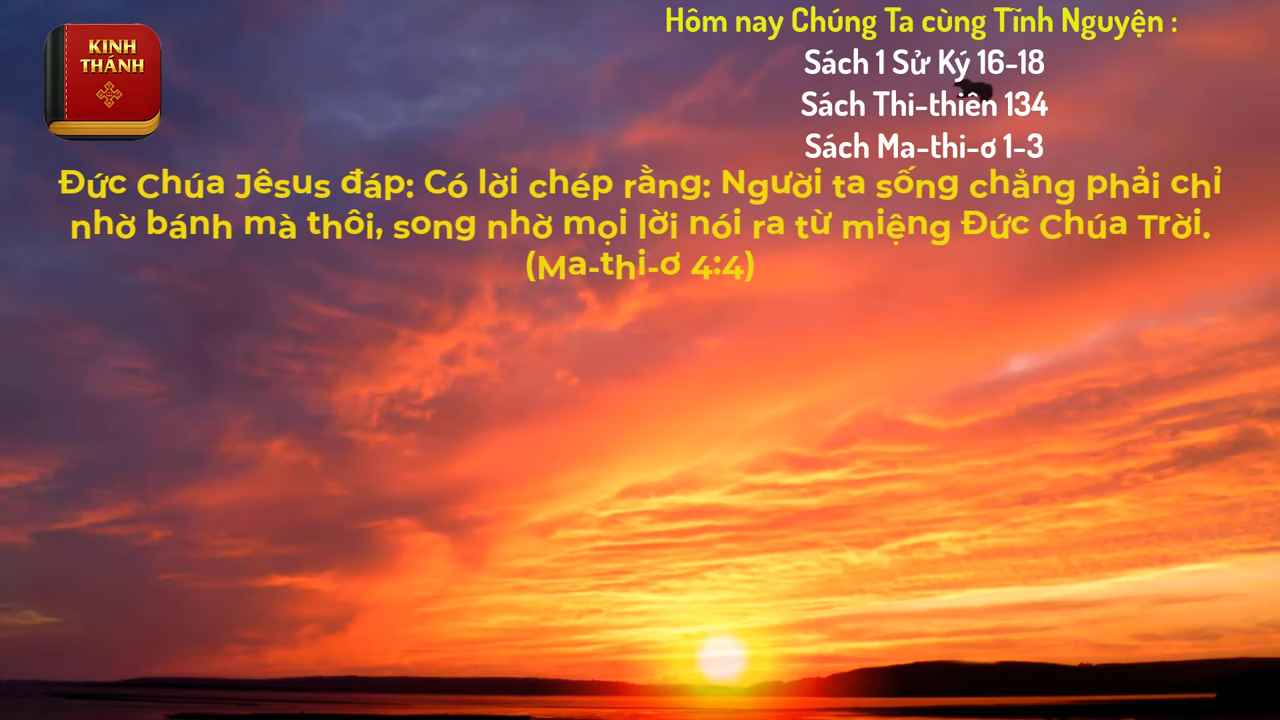 KINH
THÁNH
Hôm nay Chúng Ta cùng Tĩnh Nguyện :
Sách 1 Sử Ký 16-18
Sách Thi-thiên 134
Sách Ma-thi-ơ 1-3
Đức Chúa Jêsus đáp: Có lời chép rằng: Người ta sống chẳng phải chỉ
nhờ bánh mà thôi, song nhờ mọi lời nói ra từ miệng Đức Chúa Trời.
(Ma-thi-ơ 4:4)